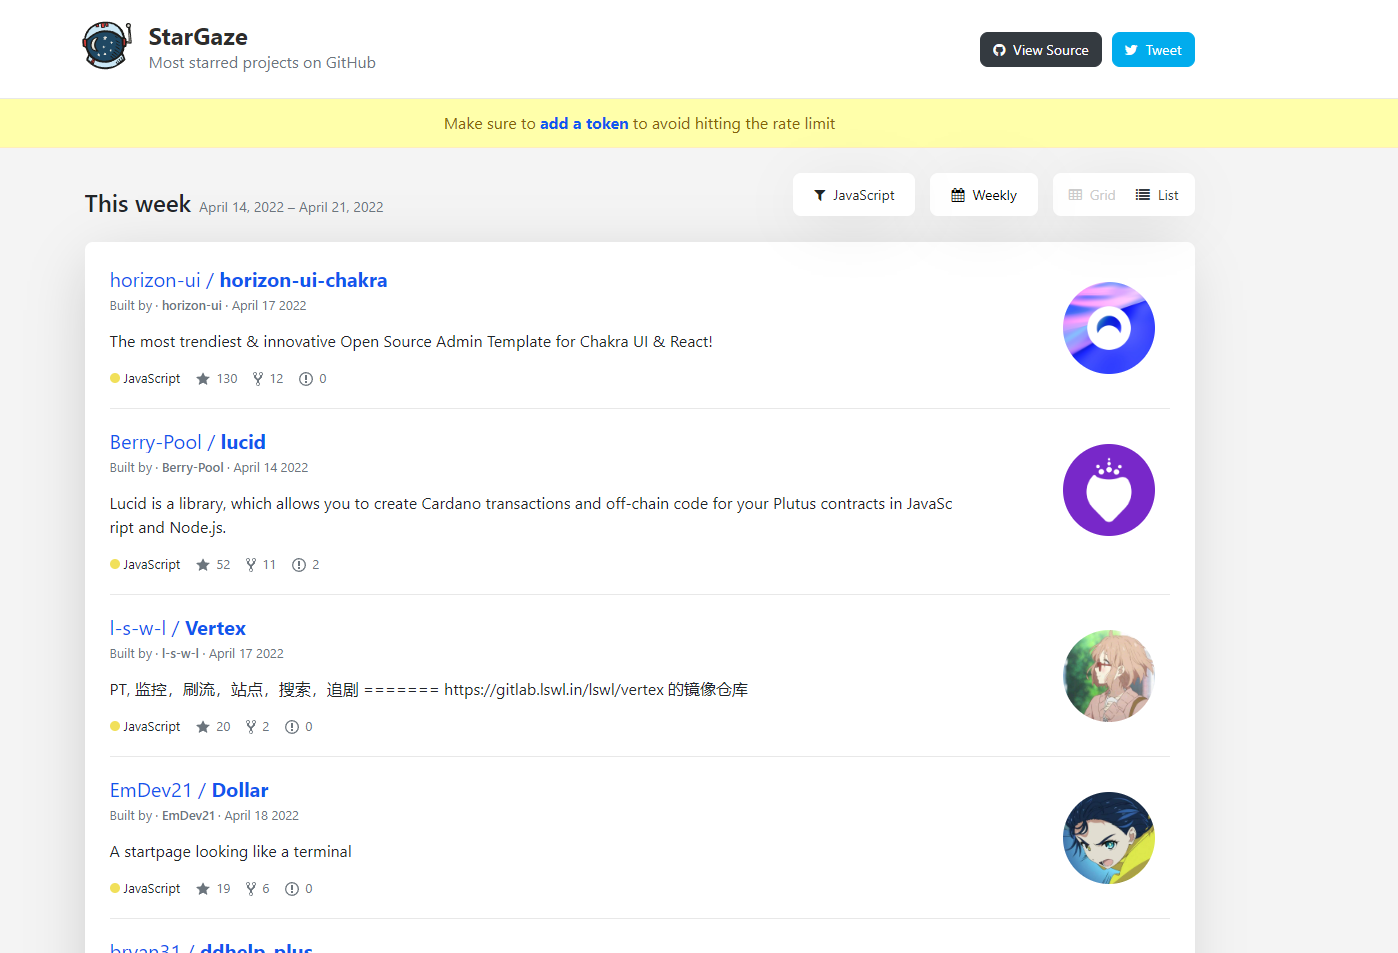 StarGaze
Most starred projects on GitHub
View Source
Tweet
Make sure to add a token to avoid hitting the rate limit
This week April 14, 2022 – April 21, 2022
JavaScript
Weekly
Grid
List
horizon-ui / horizon-ui-chakra
Built by · horizon-ui · April 17 2022
The most trendiest & innovative Open Source Admin Template for Chakra UI & React!
JavaScript 130 12 0
Berry-Pool / lucid
Built by · Berry-Pool · April 14 2022
Lucid is a library, which allows you to create Cardano transactions and off-chain code for your Plutus contracts in JavaSc
ript and Node.js.
JavaScript 52 11 2
l-s-w-l / Vertex
Built by · l-s-w-l · April 17 2022
PT, 监控，刷流，站点，搜索，追剧 ======= https://gitlab.lswl.in/lswl/vertex 的镜像仓库
JavaScript 20 2 0
EmDev21 / Dollar
Built by · EmDev21 · April 18 2022
A startpage looking like a terminal
JavaScript 19 6 0
bryan31 / ddhelp-plus